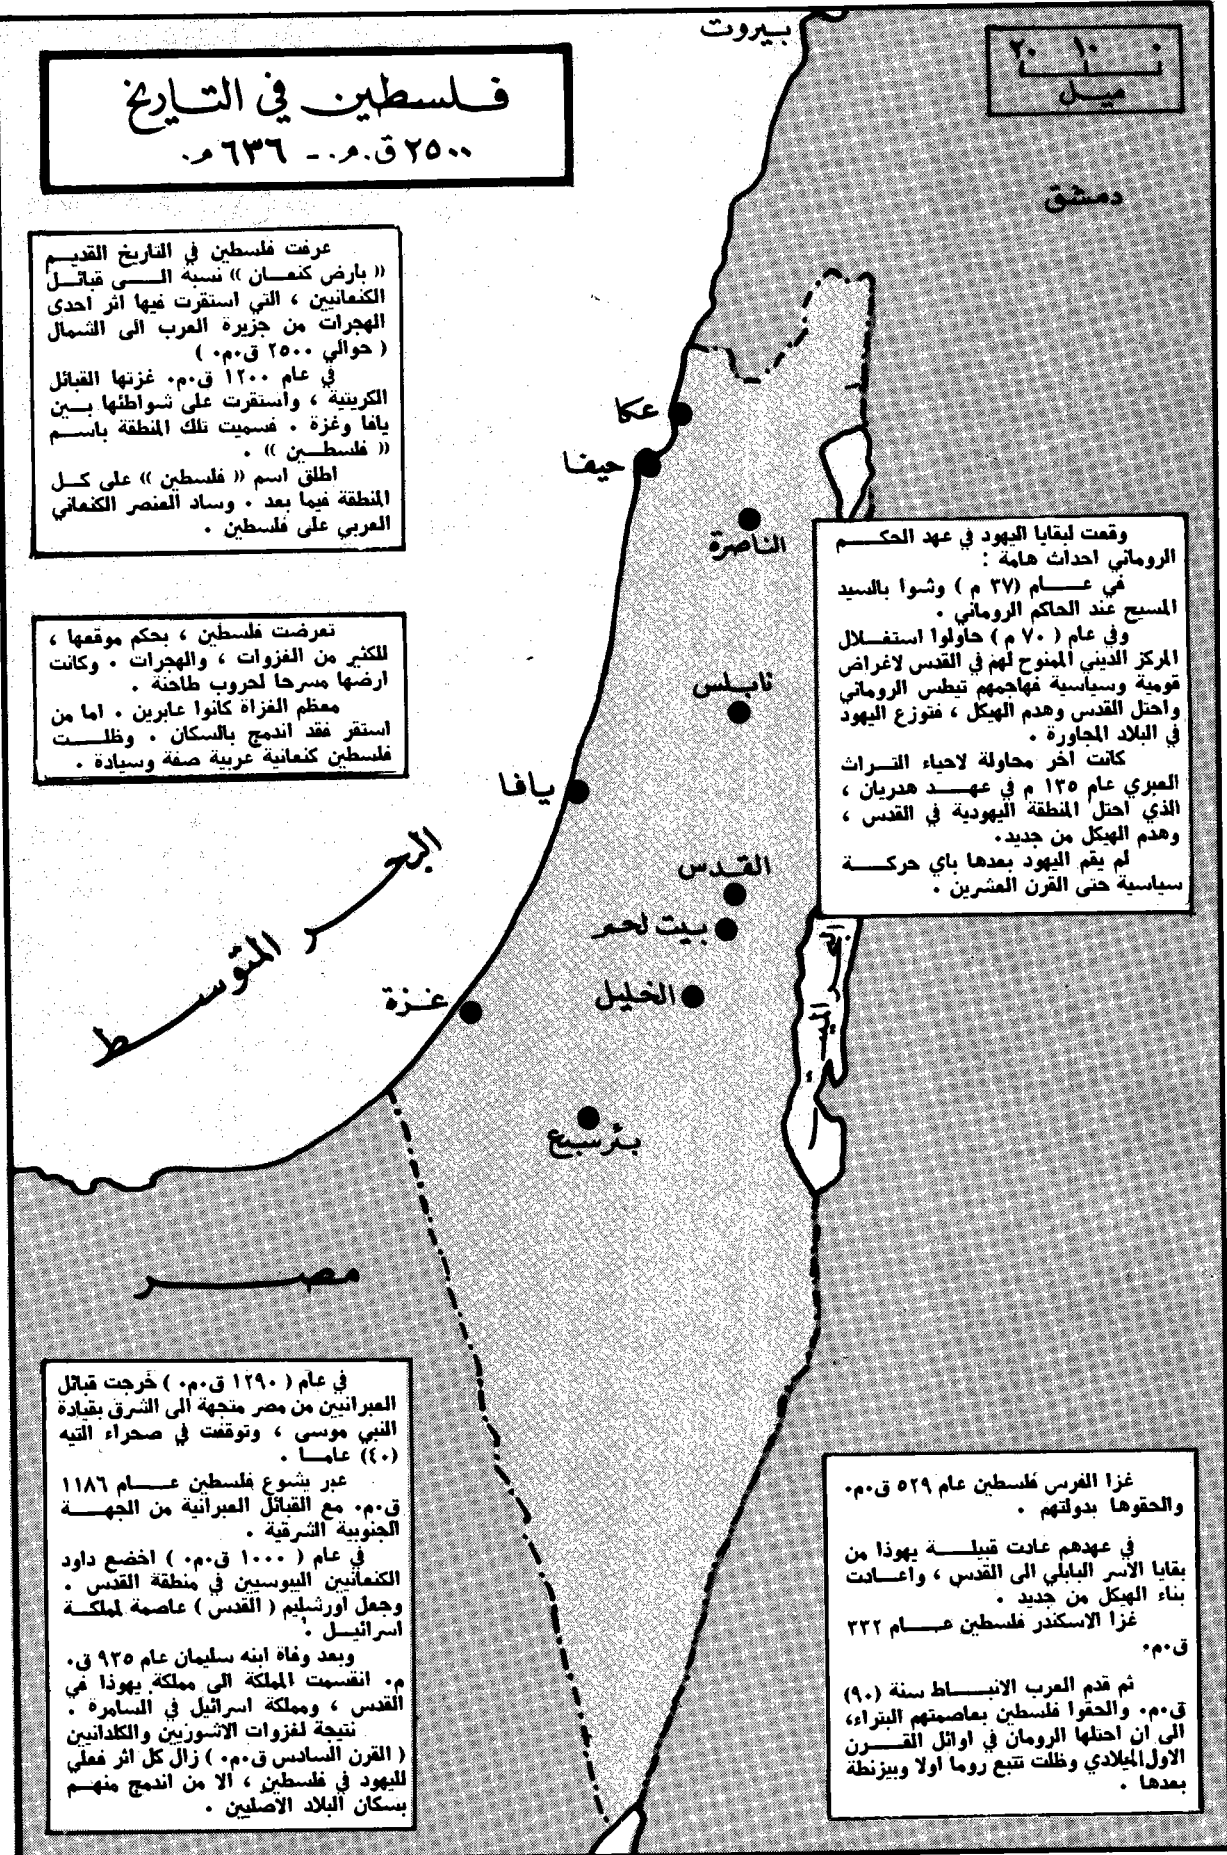 فلسطين في التاريخ
٢٥٠٠ ق.م. - ٦٣٦ م.
٠ ١٠ ٢٠
ميل
بيروت
دمشق
عرفت فلسطين في التاريخ القديم
« بارض كنعان » نسبة الى قبائل
الكنعانيين ، التي استقرت فيها اثر احدى
الهجرات من جزيرة العرب الى الشمال
( حوالي ٢٥٠٠ ق.م. )
في عام ١٢٠٠ ق.م. غزتها القبائل
الكريتية ، واستقرت على شواطئها بين
يافا وغزة . فسميت تلك المنطقة باسم
« فلسطين » .
اطلق اسم « فلسطين » على كل
المنطقة فيما بعد . وساد العنصر الكنعاني
العربي على فلسطين .
تعرضت فلسطين ، بحكم موقعها ،
للكثير من الغزوات ، والهجرات . وكانت
ارضها مسرحا لحروب طاحنة .
معظم الغزاة كانوا عابرين . اما من
استقر فقد اندمج بالسكان . وظلت
فلسطين كنعانية عربية صفة وسيادة .
عكا
حيفا
الناصرة
نابلس
يافا
القدس
بيت لحم
الخليل
غزة
بئر سبع
البحر المتوسط
البحر الميت
مصر
وقعت لبقايا اليهود في عهد الحكم
الروماني احداث هامة :
في عام (٣٧ م ) وشوا بالسيد
المسيح عند الحاكم الروماني .
وفي عام ( ٧٠ م ) حاولوا استغلال
المركز الديني الممنوح لهم في القدس لاغراض
قومية وسياسية فهاجمهم تيطس الروماني
واحتل القدس وهدم الهيكل ، فتوزع اليهود
في البلاد المجاورة .
كانت آخر محاولة لاحياء التراث
العبري عام ١٣٥ م في عهد هدريان ،
الذي احتل المنطقة اليهودية في القدس ،
وهدم الهيكل من جديد.
لم يقم اليهود بعدها باي حركة
سياسية حتى القرن العشرين .
في عام ( ١٢٩٠ ق.م. ) خرجت قبائل
العبرانيين من مصر متجهة الى الشرق بقيادة
النبي موسى ، وتوقفت في صحراء التيه
(٤٠) عاما .
عبر يشوع فلسطين عام ١١٨٦
ق.م. مع القبائل العبرانية من الجهة
الجنوبية الشرقية .
في عام ( ١٠٠٠ ق.م. ) اخضع داود
الكنعانيين اليبوسيين في منطقة القدس .
وجعل اورشليم ( القدس ) عاصمة لمملكة
اسرائيل .
وبعد وفاة ابنه سليمان عام ٩٣٥ ق.
م. انقسمت المملكة الى مملكة يهوذا في
القدس ، ومملكة اسرائيل في السامرة .
نتيجة لغزوات الاشوريين والكلدانيين
( القرن السادس ق.م. ) زال كل اثر فعلي
لليهود في فلسطين ، الا من اندمج منهم
بسكان البلاد الاصليين .
غزا الفرس فلسطين عام ٥٢٩ ق.م.
والحقوها بدولتهم .
في عهدهم عادت قبيلة يهوذا من
بقايا الاسر البابلي الى القدس ، واعادت
بناء الهيكل من جديد .
غزا الاسكندر فلسطين عام ٣٣٢
ق.م.
ثم قدم العرب الانباط سنة (٩٠)
ق.م. والحقوا فلسطين بعاصمتهم البتراء،
الى ان احتلها الرومان في اوائل القرن
الاول الميلادي وظلت تتبع روما اولا وبيزنطة
بعدها .